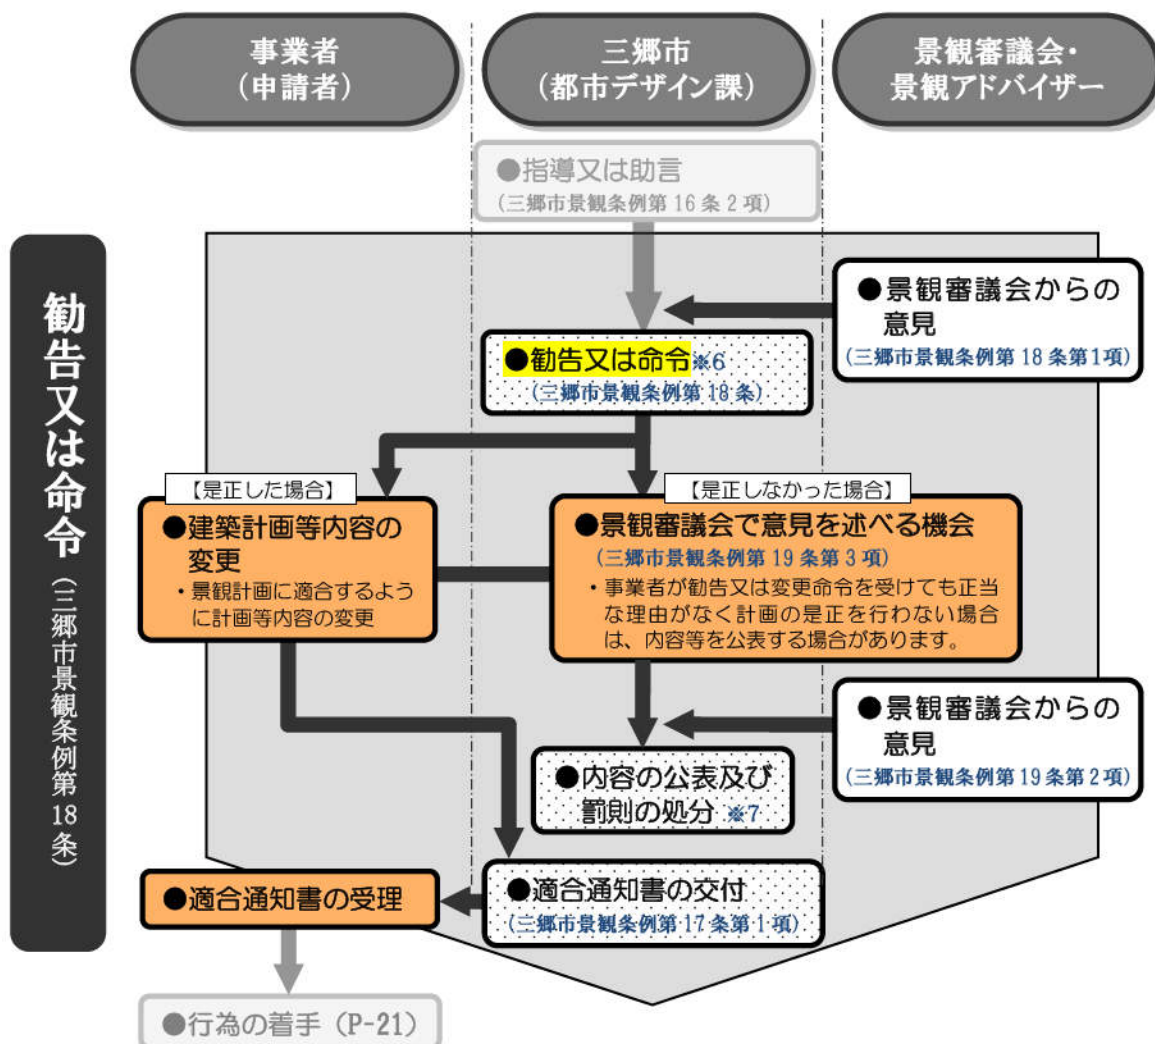 事業者
（申請者）
三郷市
（都市デザイン課）
景観審議会・
景観アドバイザー
●指導又は助言
（三郷市景観条例第 16 条 2 項）
勧告又は命令（三郷市景観条例第 18 条）
●景観審議会からの
意見
（三郷市景観条例第 18 条第1項）
●勧告又は命令※6
（三郷市景観条例第 18 条）
【是正した場合】
●建築計画等内容の
変更
・景観計画に適合するよう
に計画等内容の変更
【是正しなかった場合】
●景観審議会で意見を述べる機会
（三郷市景観条例第 19 条第 3 項）
・事業者が勧告又は変更命令を受けても正当
な理由がなく計画の是正を行わない場合
は、内容等を公表する場合があります。
●景観審議会からの
意見
（三郷市景観条例第 19 条第 2 項）
●内容の公表及び
罰則の処分 ※7
●適合通知書の受理
●適合通知書の交付
（三郷市景観条例第 17 条第 1 項）
●行為の着手（P-21）